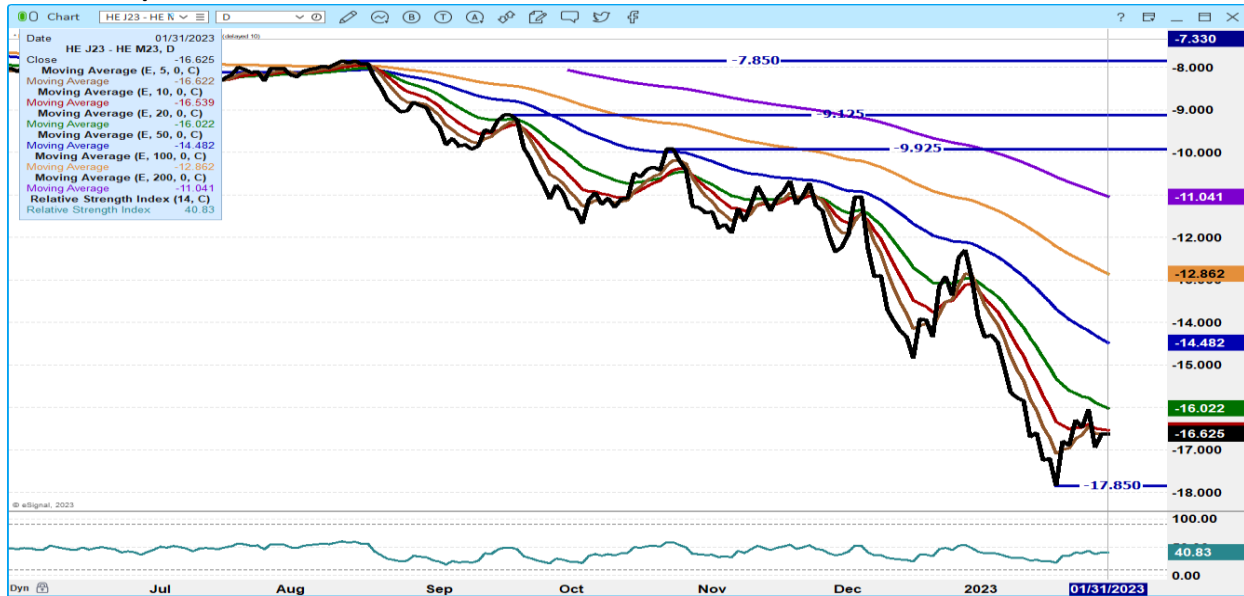 Chart HE J23 - HE N D
(delayed 10)
Date 01/31/2023
HE J23 - HE M23, D
Close -16.625
Moving Average (E, 5, 0, C)
Moving Average -16.622
Moving Average (E, 10, 0, C)
Moving Average -16.539
Moving Average (E, 20, 0, C)
Moving Average -16.022
Moving Average (E, 50, 0, C)
Moving Average -14.482
Moving Average (E, 100, 0, C)
Moving Average -12.862
Moving Average (E, 200, 0, C)
Moving Average -11.041
Relative Strength Index (14, C)
Relative Strength Index 40.83
-7.850
-9.125
-9.925
-17.850
-7.330
-8.000
-9.000
-10.000
-11.041
-12.000
-12.862
-14.000
-14.482
-15.000
-16.022
-16.625
-17.000
-18.000
© eSignal, 2023
100.00
40.83
0.00
Dyn Jul Aug Sep Oct Nov Dec 2023 01/31/2023